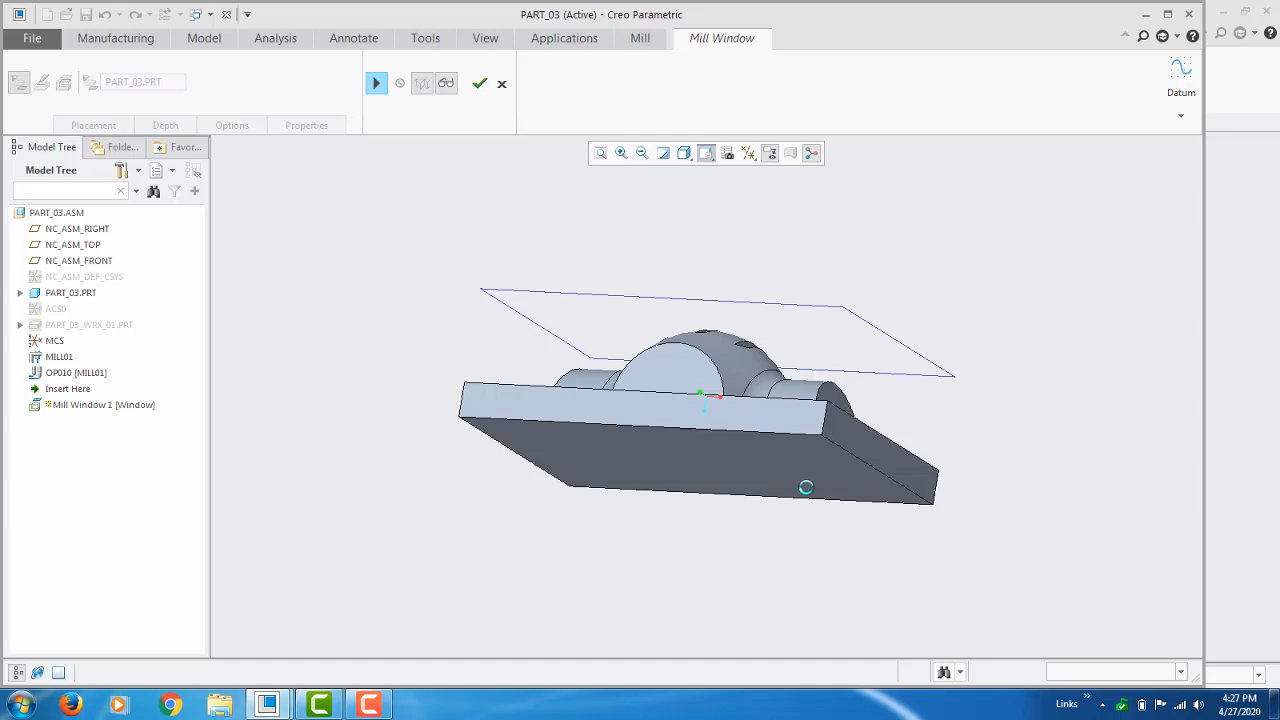 PART_03 (Active) - Creo Parametric
File Manufacturing Model Analysis Annotate Tools View Applications Mill Mill Window
PART_03.PRT
Datum
Placement Depth Options Properties
Model Tree Folde... Favor...
Model Tree
PART_03.ASM
NC_ASM_RIGHT
NC_ASM_TOP
NC_ASM_FRONT
NC_ASM_DEF_CSYS
PART_03.PRT
ACS0
PART_03_WRK_01.PRT
MCS
MILL01
OP010 [MILL01]
Insert Here
Mill Window 1 [Window]
Links
4:27 PM
4/27/2020